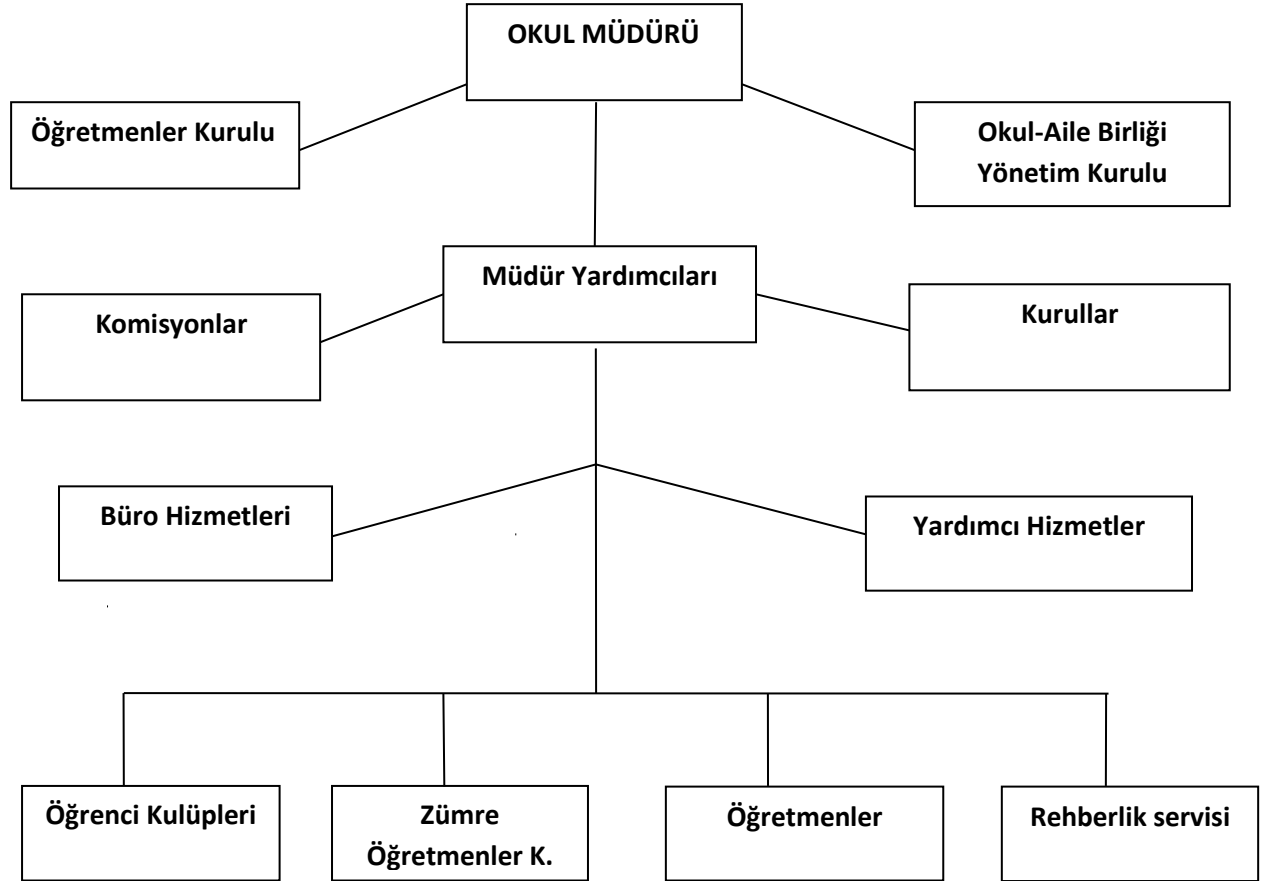 OKUL MÜDÜRÜ
Öğretmenler Kurulu
Okul-Aile Birliği
Yönetim Kurulu
Müdür Yardımcıları
Komisyonlar
Kurullar
Büro Hizmetleri
Yardımcı Hizmetler
Öğrenci Kulüpleri
Zümre
Öğretmenler K.
Öğretmenler
Rehberlik servisi